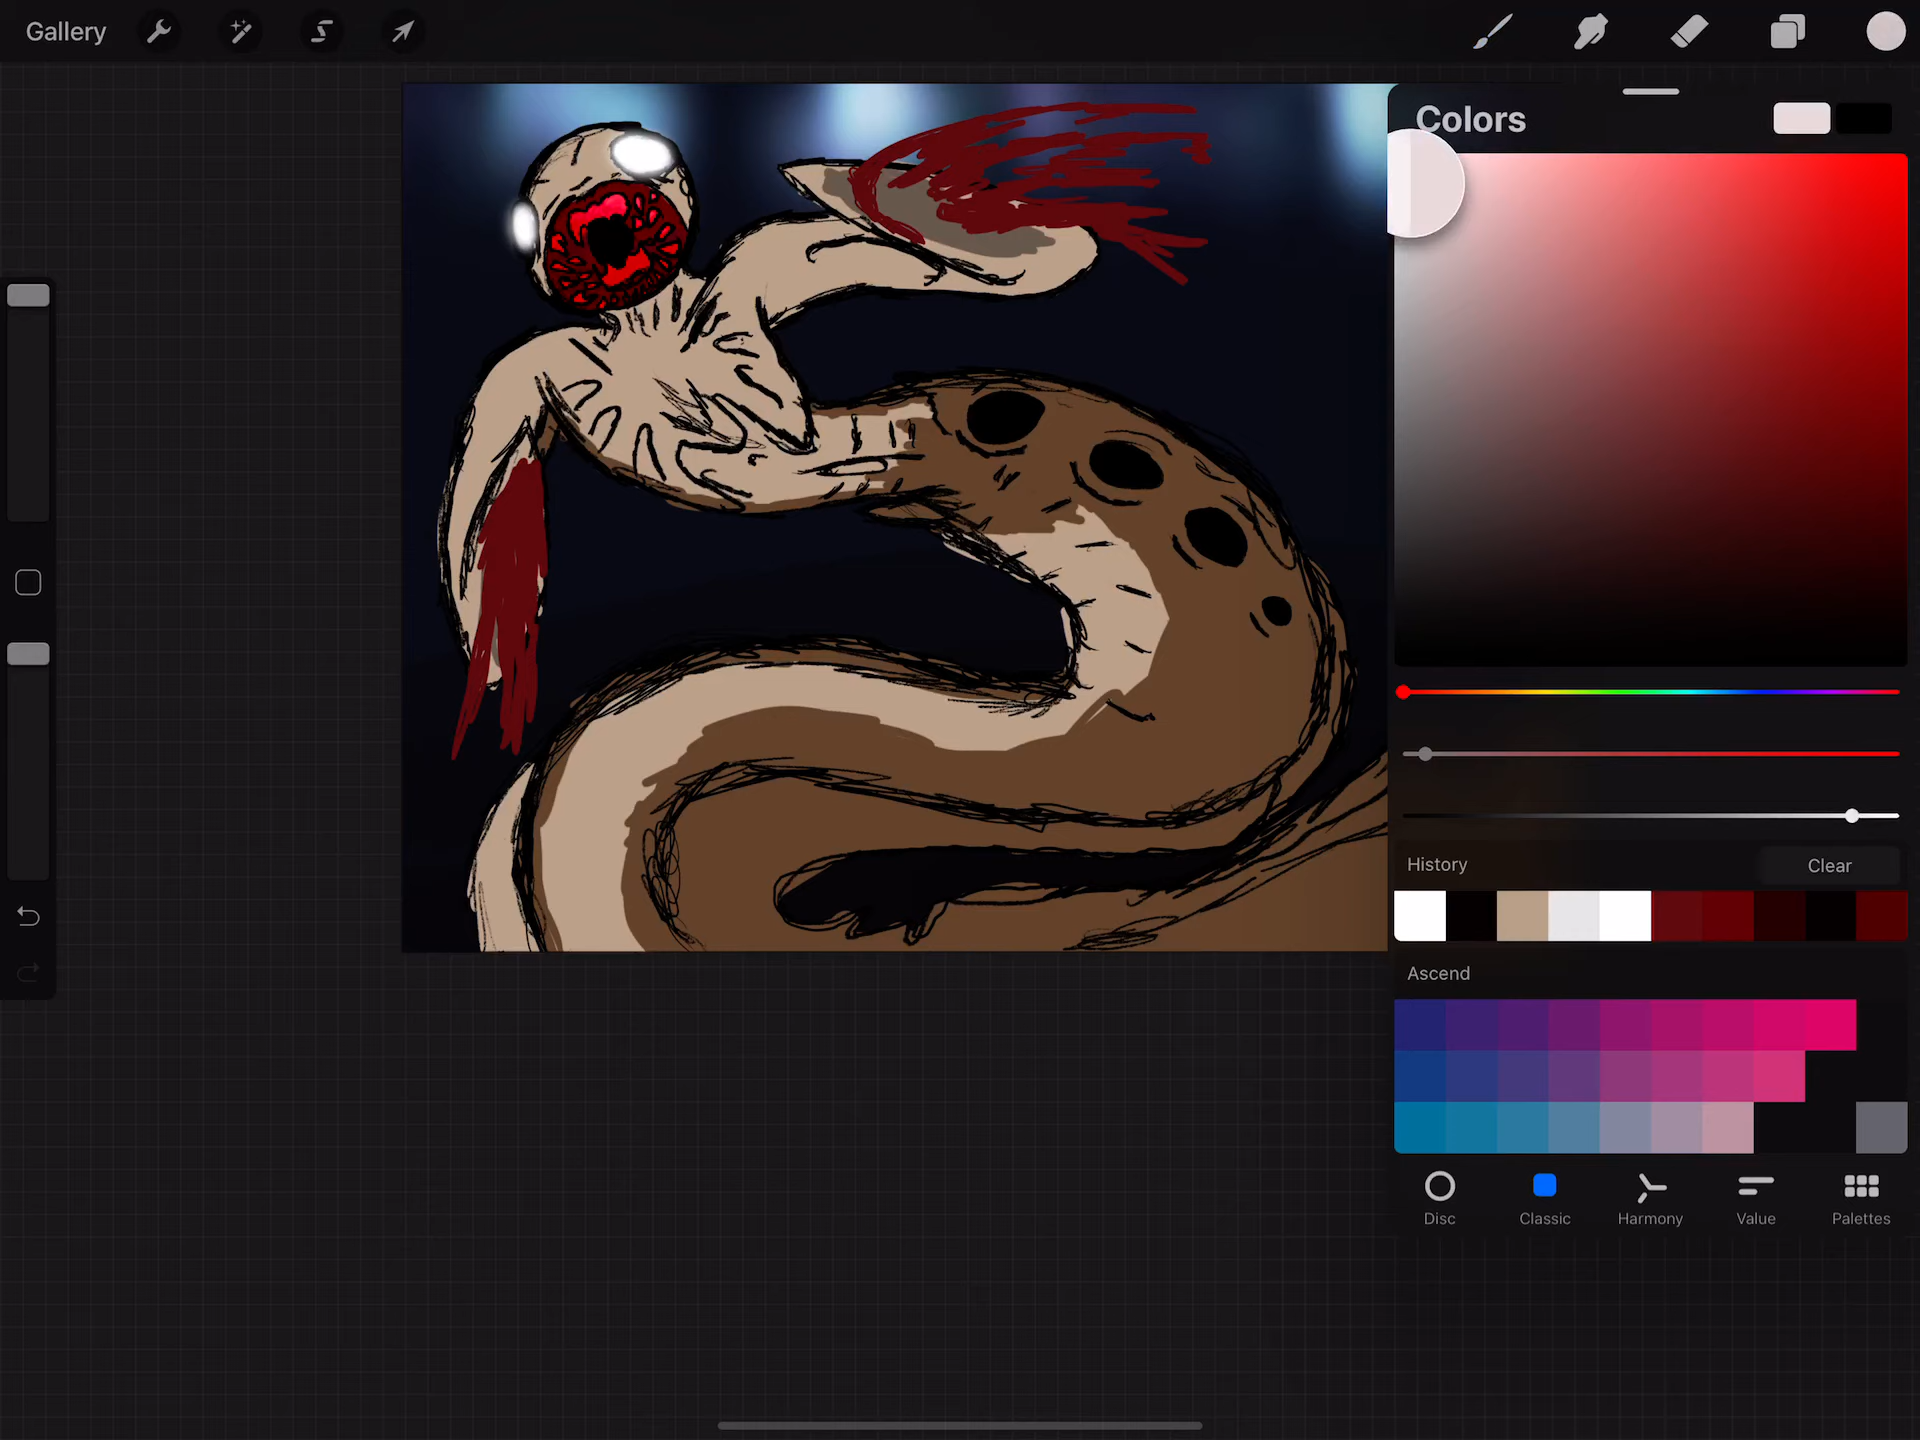 Gallery
Colors
History
Clear
Ascend
Disc
Classic
Harmony
Value
Palettes